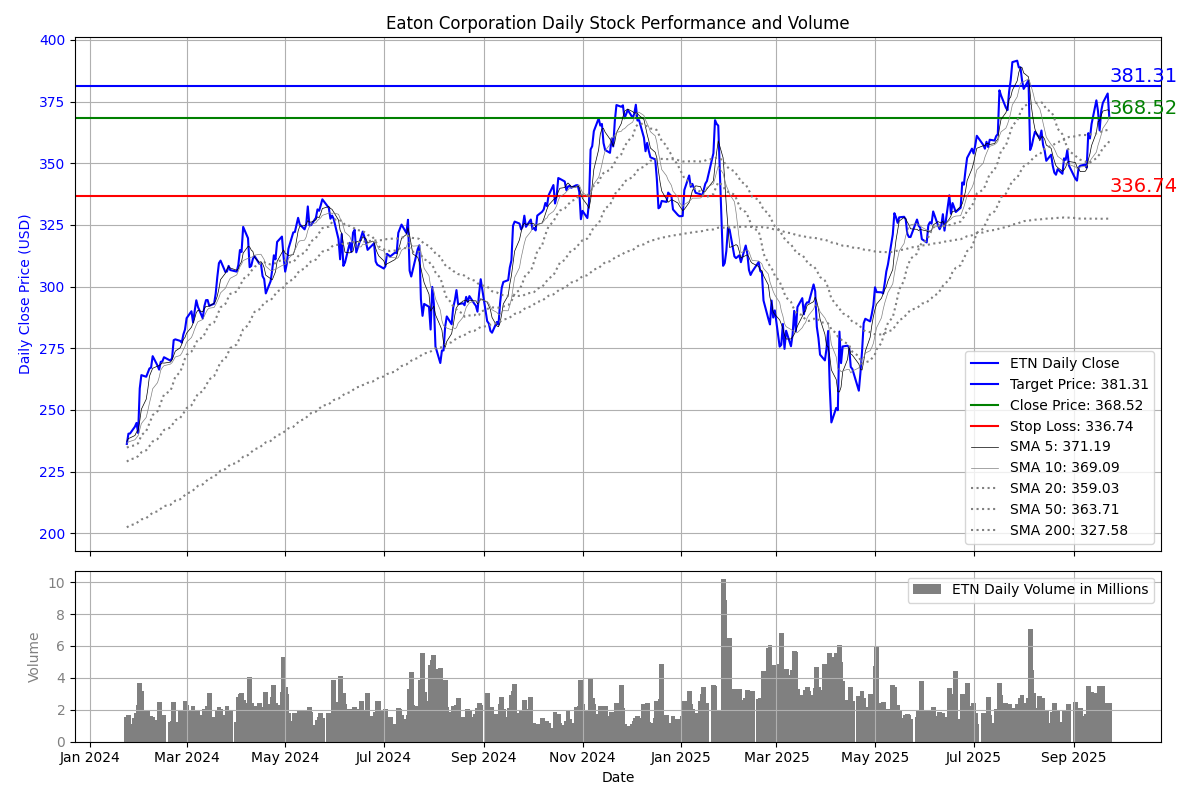 Eaton Corporation Daily Stock Performance and Volume
Daily Close Price (USD)
400
375
350
325
300
275
250
225
200
381.31
368.52
336.74
ETN Daily Close
Target Price: 381.31
Close Price: 368.52
Stop Loss: 336.74
SMA 5: 371.19
SMA 10: 369.09
SMA 20: 359.03
SMA 50: 363.71
SMA 200: 327.58
Volume
10
8
6
4
2
0
ETN Daily Volume in Millions
Jan 2024
Mar 2024
May 2024
Jul 2024
Sep 2024
Nov 2024
Jan 2025
Mar 2025
May 2025
Jul 2025
Sep 2025
Date